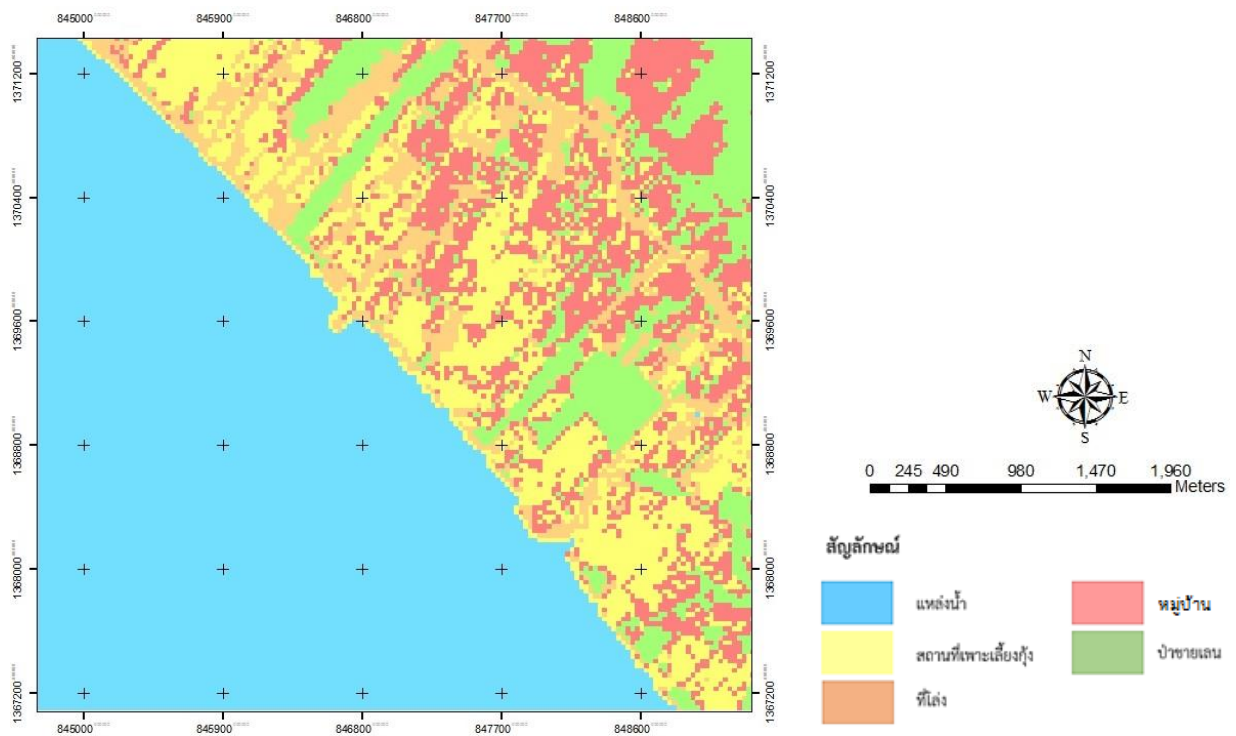 845000 845900 846800 847700 848600
1371200 1371200
1370400 1370400
1369600 1369600
1368800 1368800
1368000 1368000
1367200 1367200
845000 845900 846800 847700 848600
N
W E
S
0 245 490 980 1,470 1,960
Meters
สัญลักษณ์
แหล่งน้ำ หมู่บ้าน
สถานที่เพาะเลี้ยงกุ้ง ป่าชายเลน
ที่โล่ง